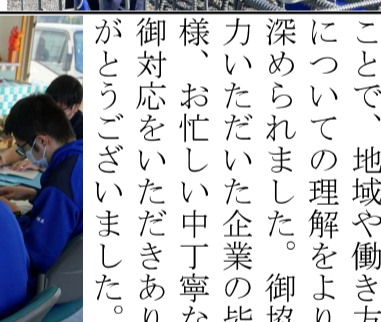 ことで、地域や働き方
についての理解をより
深められました。御協
力いただいた企業の皆
様、お忙しい中丁寧な
御対応をいただきあり
がとうございました。